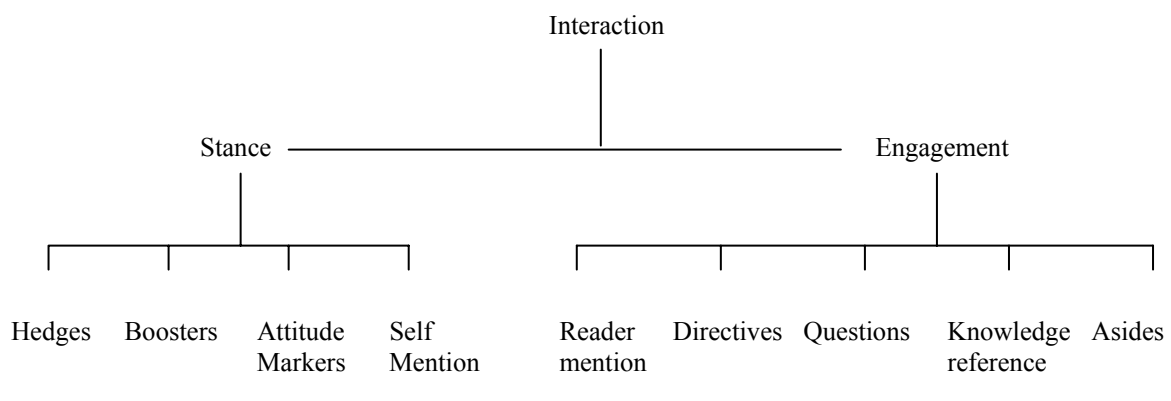 Interaction
Stance Engagement
Hedges Boosters Attitude Self Reader Directives Questions Knowledge Asides
Markers Mention mention reference